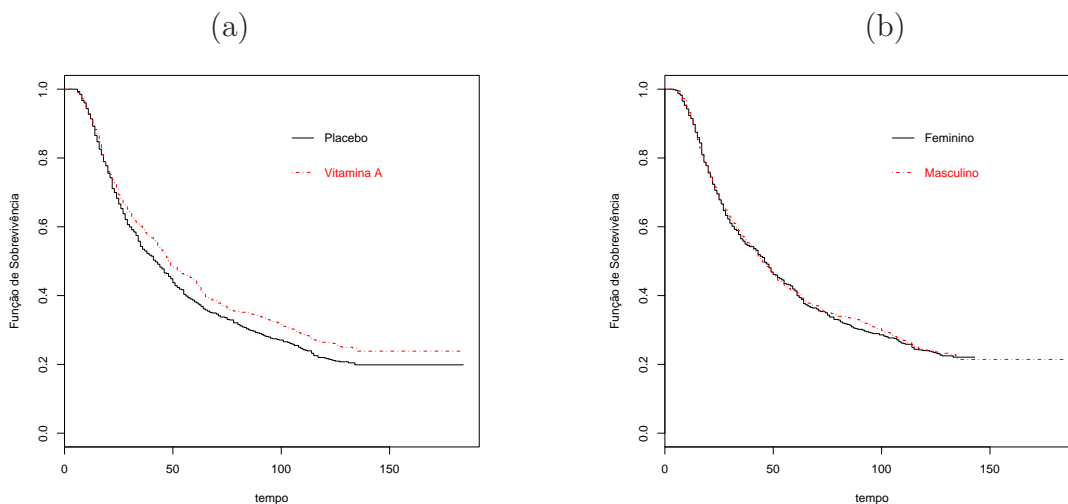 (a)
Função de Sobrevivência
1.0
0.8
0.6
0.4
0.2
0.0
Placebo
Vitamina A
0 50 100 150
tempo
(b)
Função de Sobrevivência
1.0
0.8
0.6
0.4
0.2
0.0
Feminino
Masculino
0 50 100 150
tempo